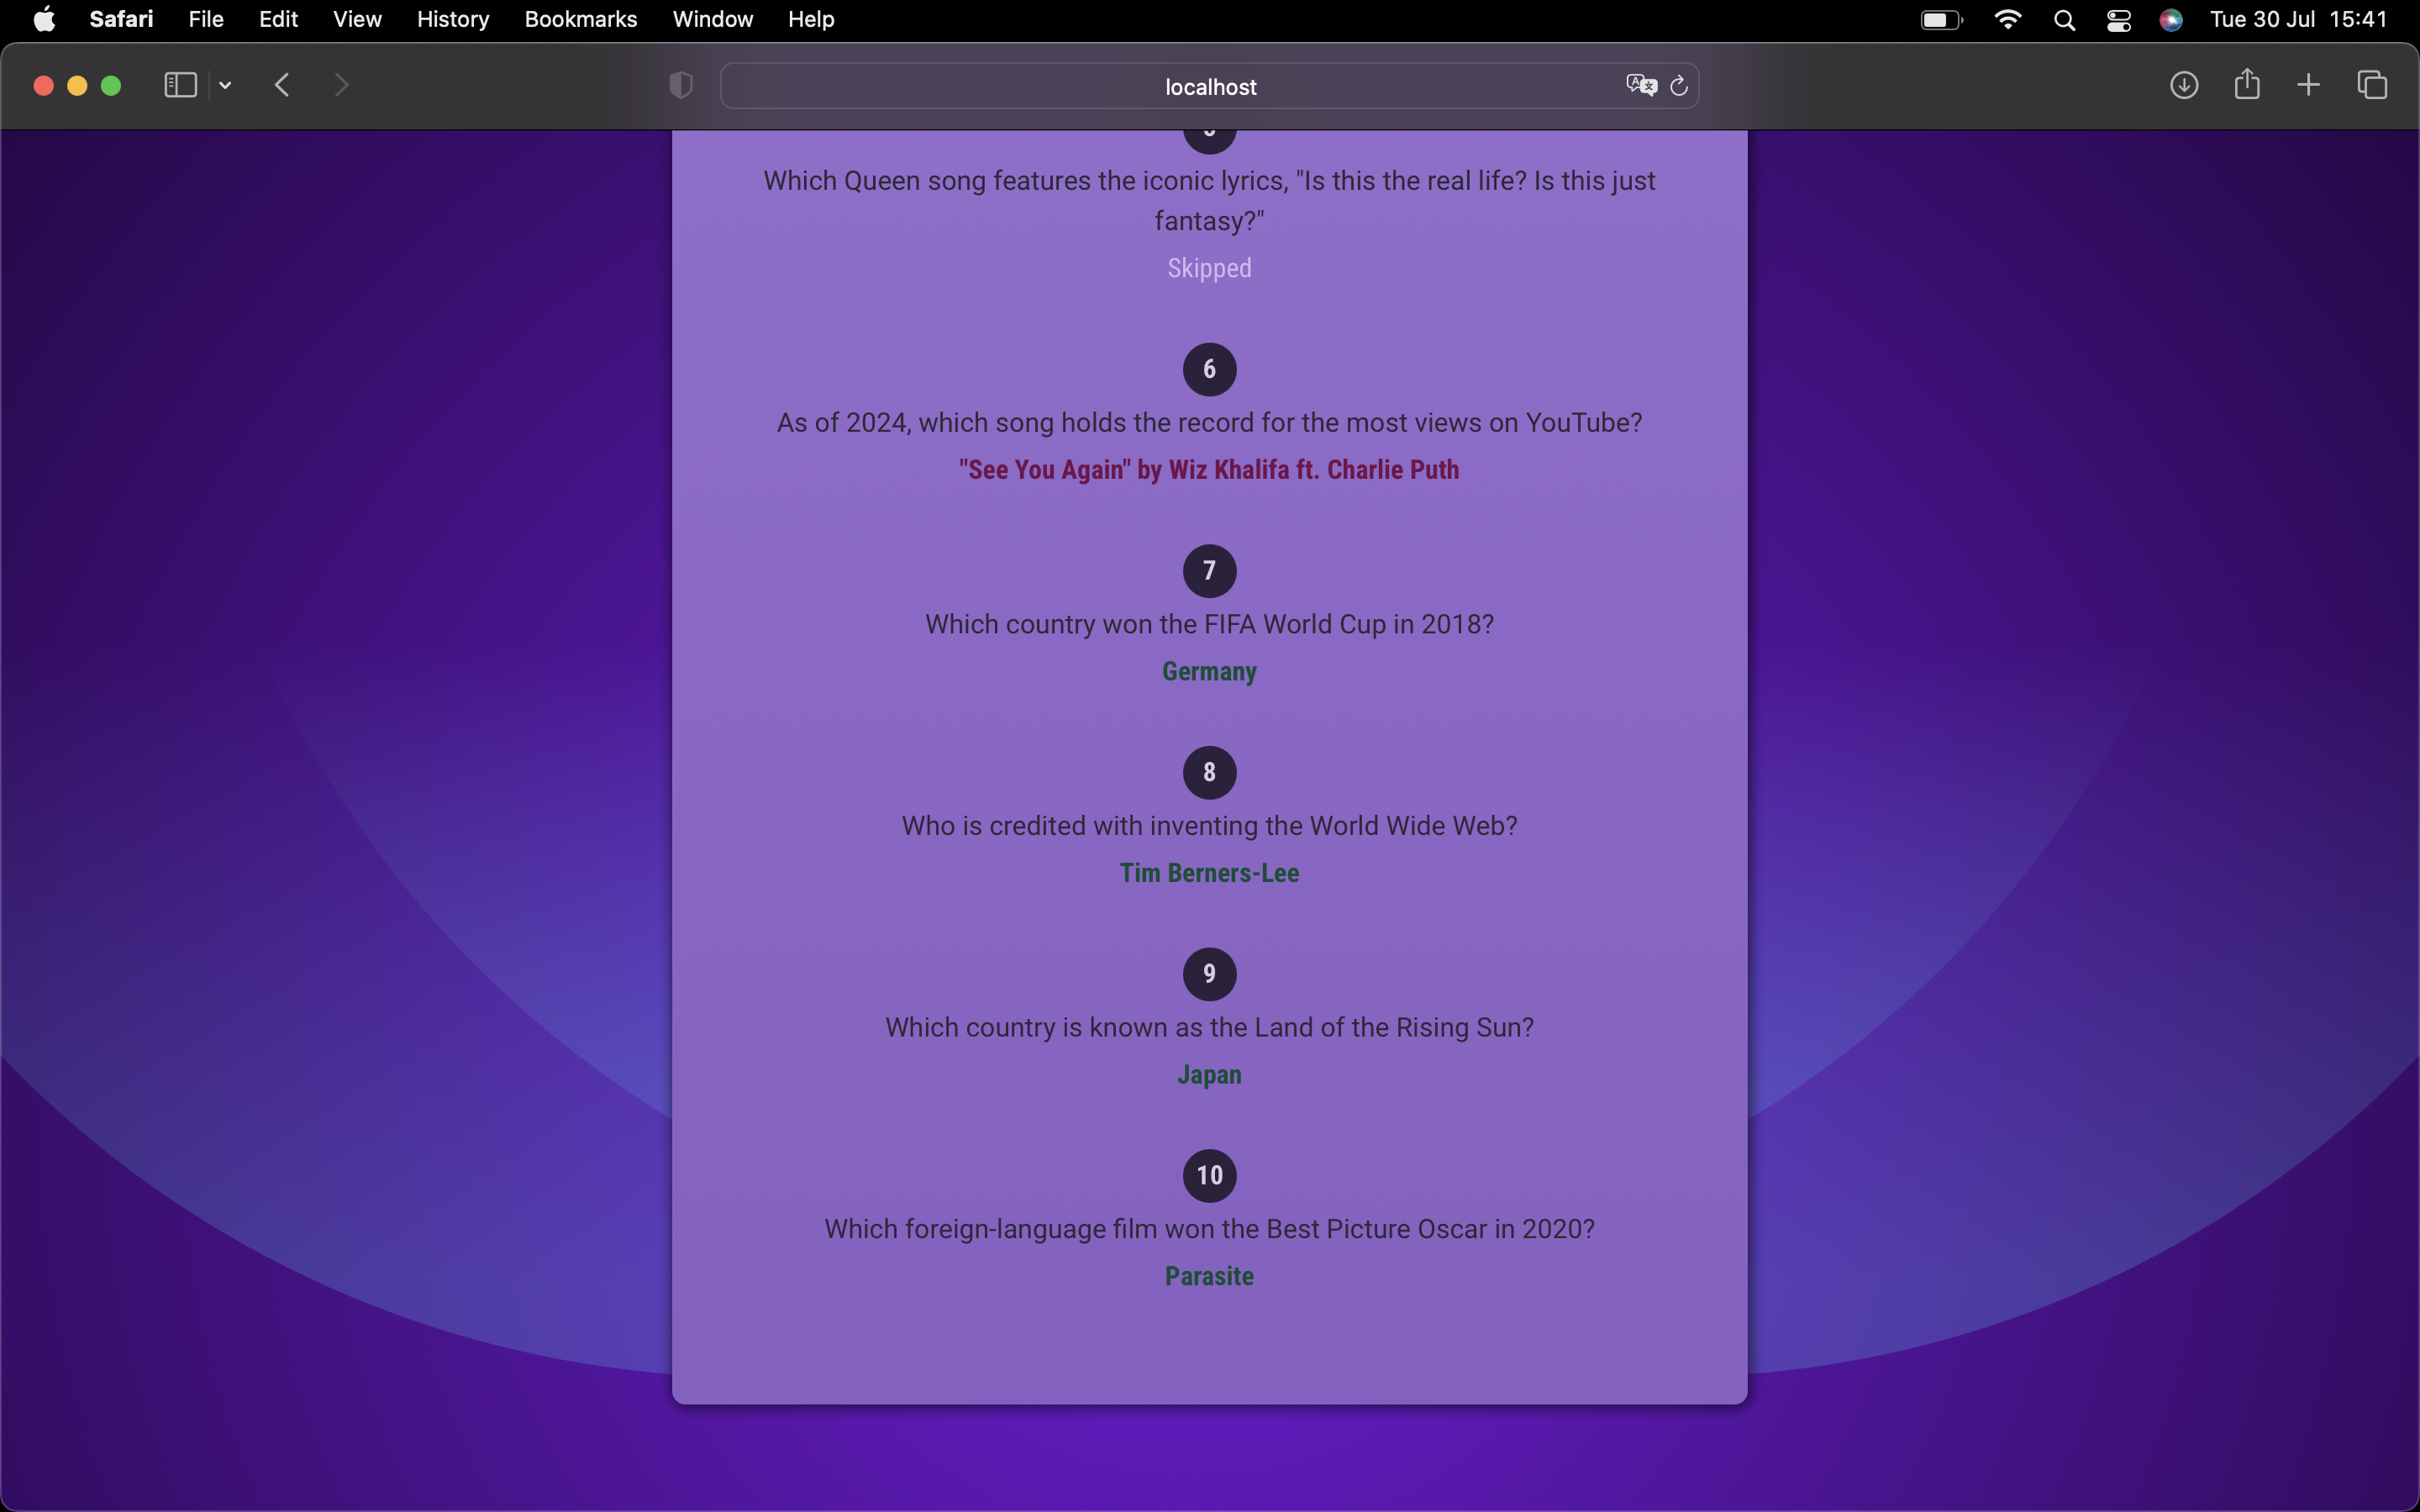 Safari File Edit View History Bookmarks Window Help Tue 30 Jul 15:41
localhost
Which Queen song features the iconic lyrics, "Is this the real life? Is this just
fantasy?"
Skipped
6
As of 2024, which song holds the record for the most views on YouTube?
"See You Again" by Wiz Khalifa ft. Charlie Puth
7
Which country won the FIFA World Cup in 2018?
Germany
8
Who is credited with inventing the World Wide Web?
Tim Berners-Lee
9
Which country is known as the Land of the Rising Sun?
Japan
10
Which foreign-language film won the Best Picture Oscar in 2020?
Parasite